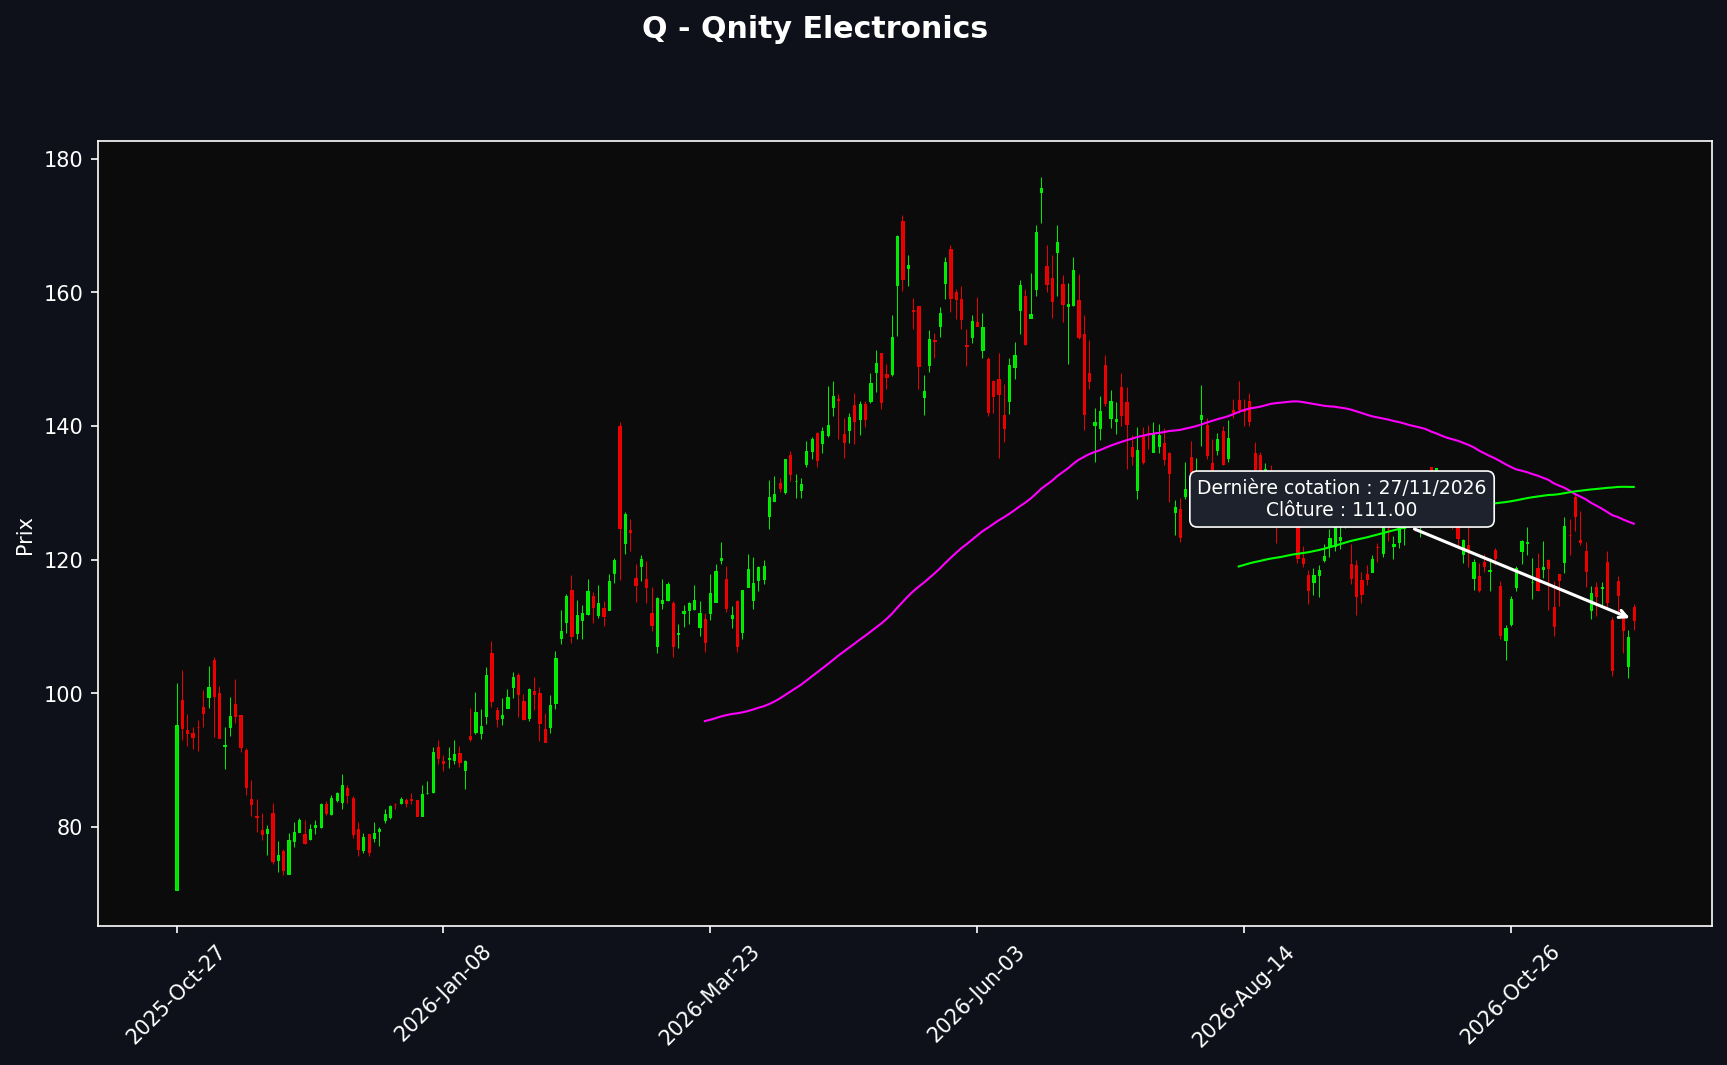 Q - Qnity Electronics
Prix
180
160
140
120
100
80
Dernière cotation : 27/11/2026
Clôture : 111.00
2025-Oct-27
2026-Jan-08
2026-Mar-23
2026-Jun-03
2026-Aug-14
2026-Oct-26